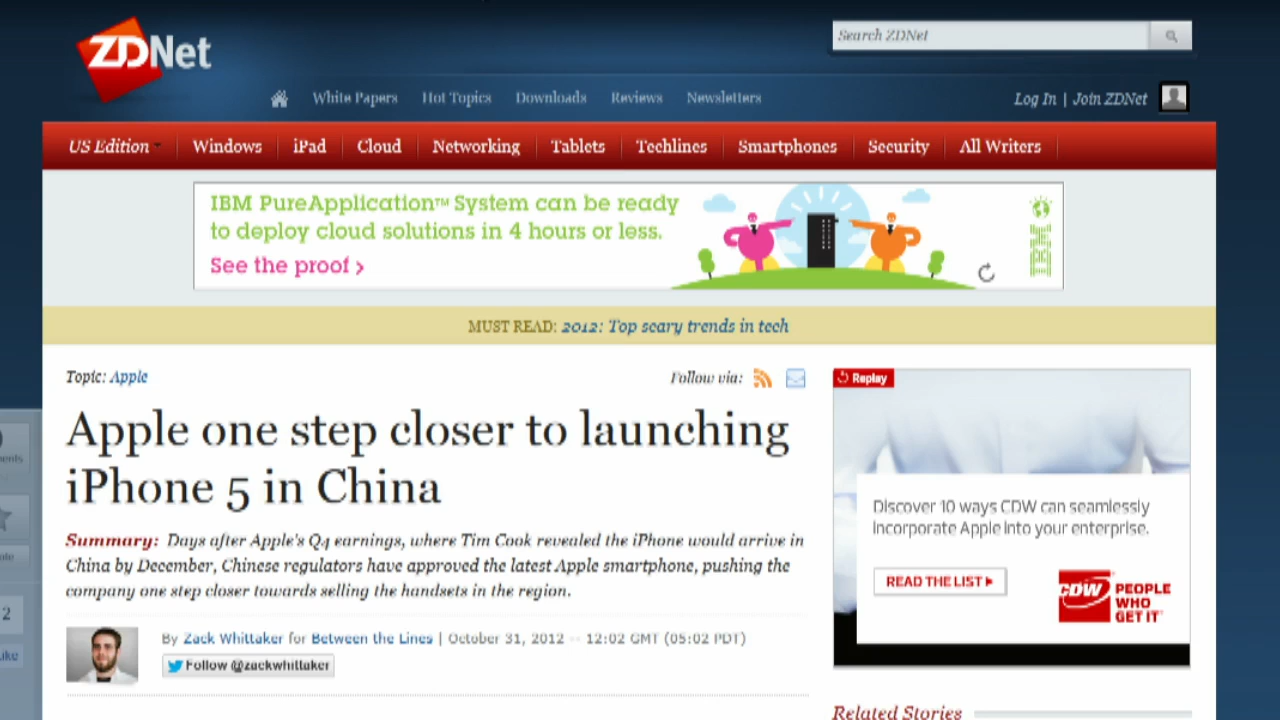 ZDNet
Search ZDNet
White Papers Hot Topics Downloads Reviews Newsletters
Log In | Join ZDNet
US Edition Windows iPad Cloud Networking Tablets Techlines Smartphones Security All Writers
IBM PureApplication™ System can be ready
to deploy cloud solutions in 4 hours or less.
See the proof >
IBM
MUST READ: 2012: Top scary trends in tech
Topic: Apple
Follow via:
Replay
Apple one step closer to launching
iPhone 5 in China
Summary: Days after Apple's Q4 earnings, where Tim Cook revealed the iPhone would arrive in
China by December, Chinese regulators have approved the latest Apple smartphone, pushing the
company one step closer towards selling the handsets in the region.
By Zack Whittaker for Between the Lines | October 31, 2012 -- 12:02 GMT (05:02 PDT)
Follow @zackwhittaker
2
Discover 10 ways CDW can seamlessly
incorporate Apple into your enterprise.
READ THE LIST
CDW PEOPLE
WHO
GET IT
Related Stories